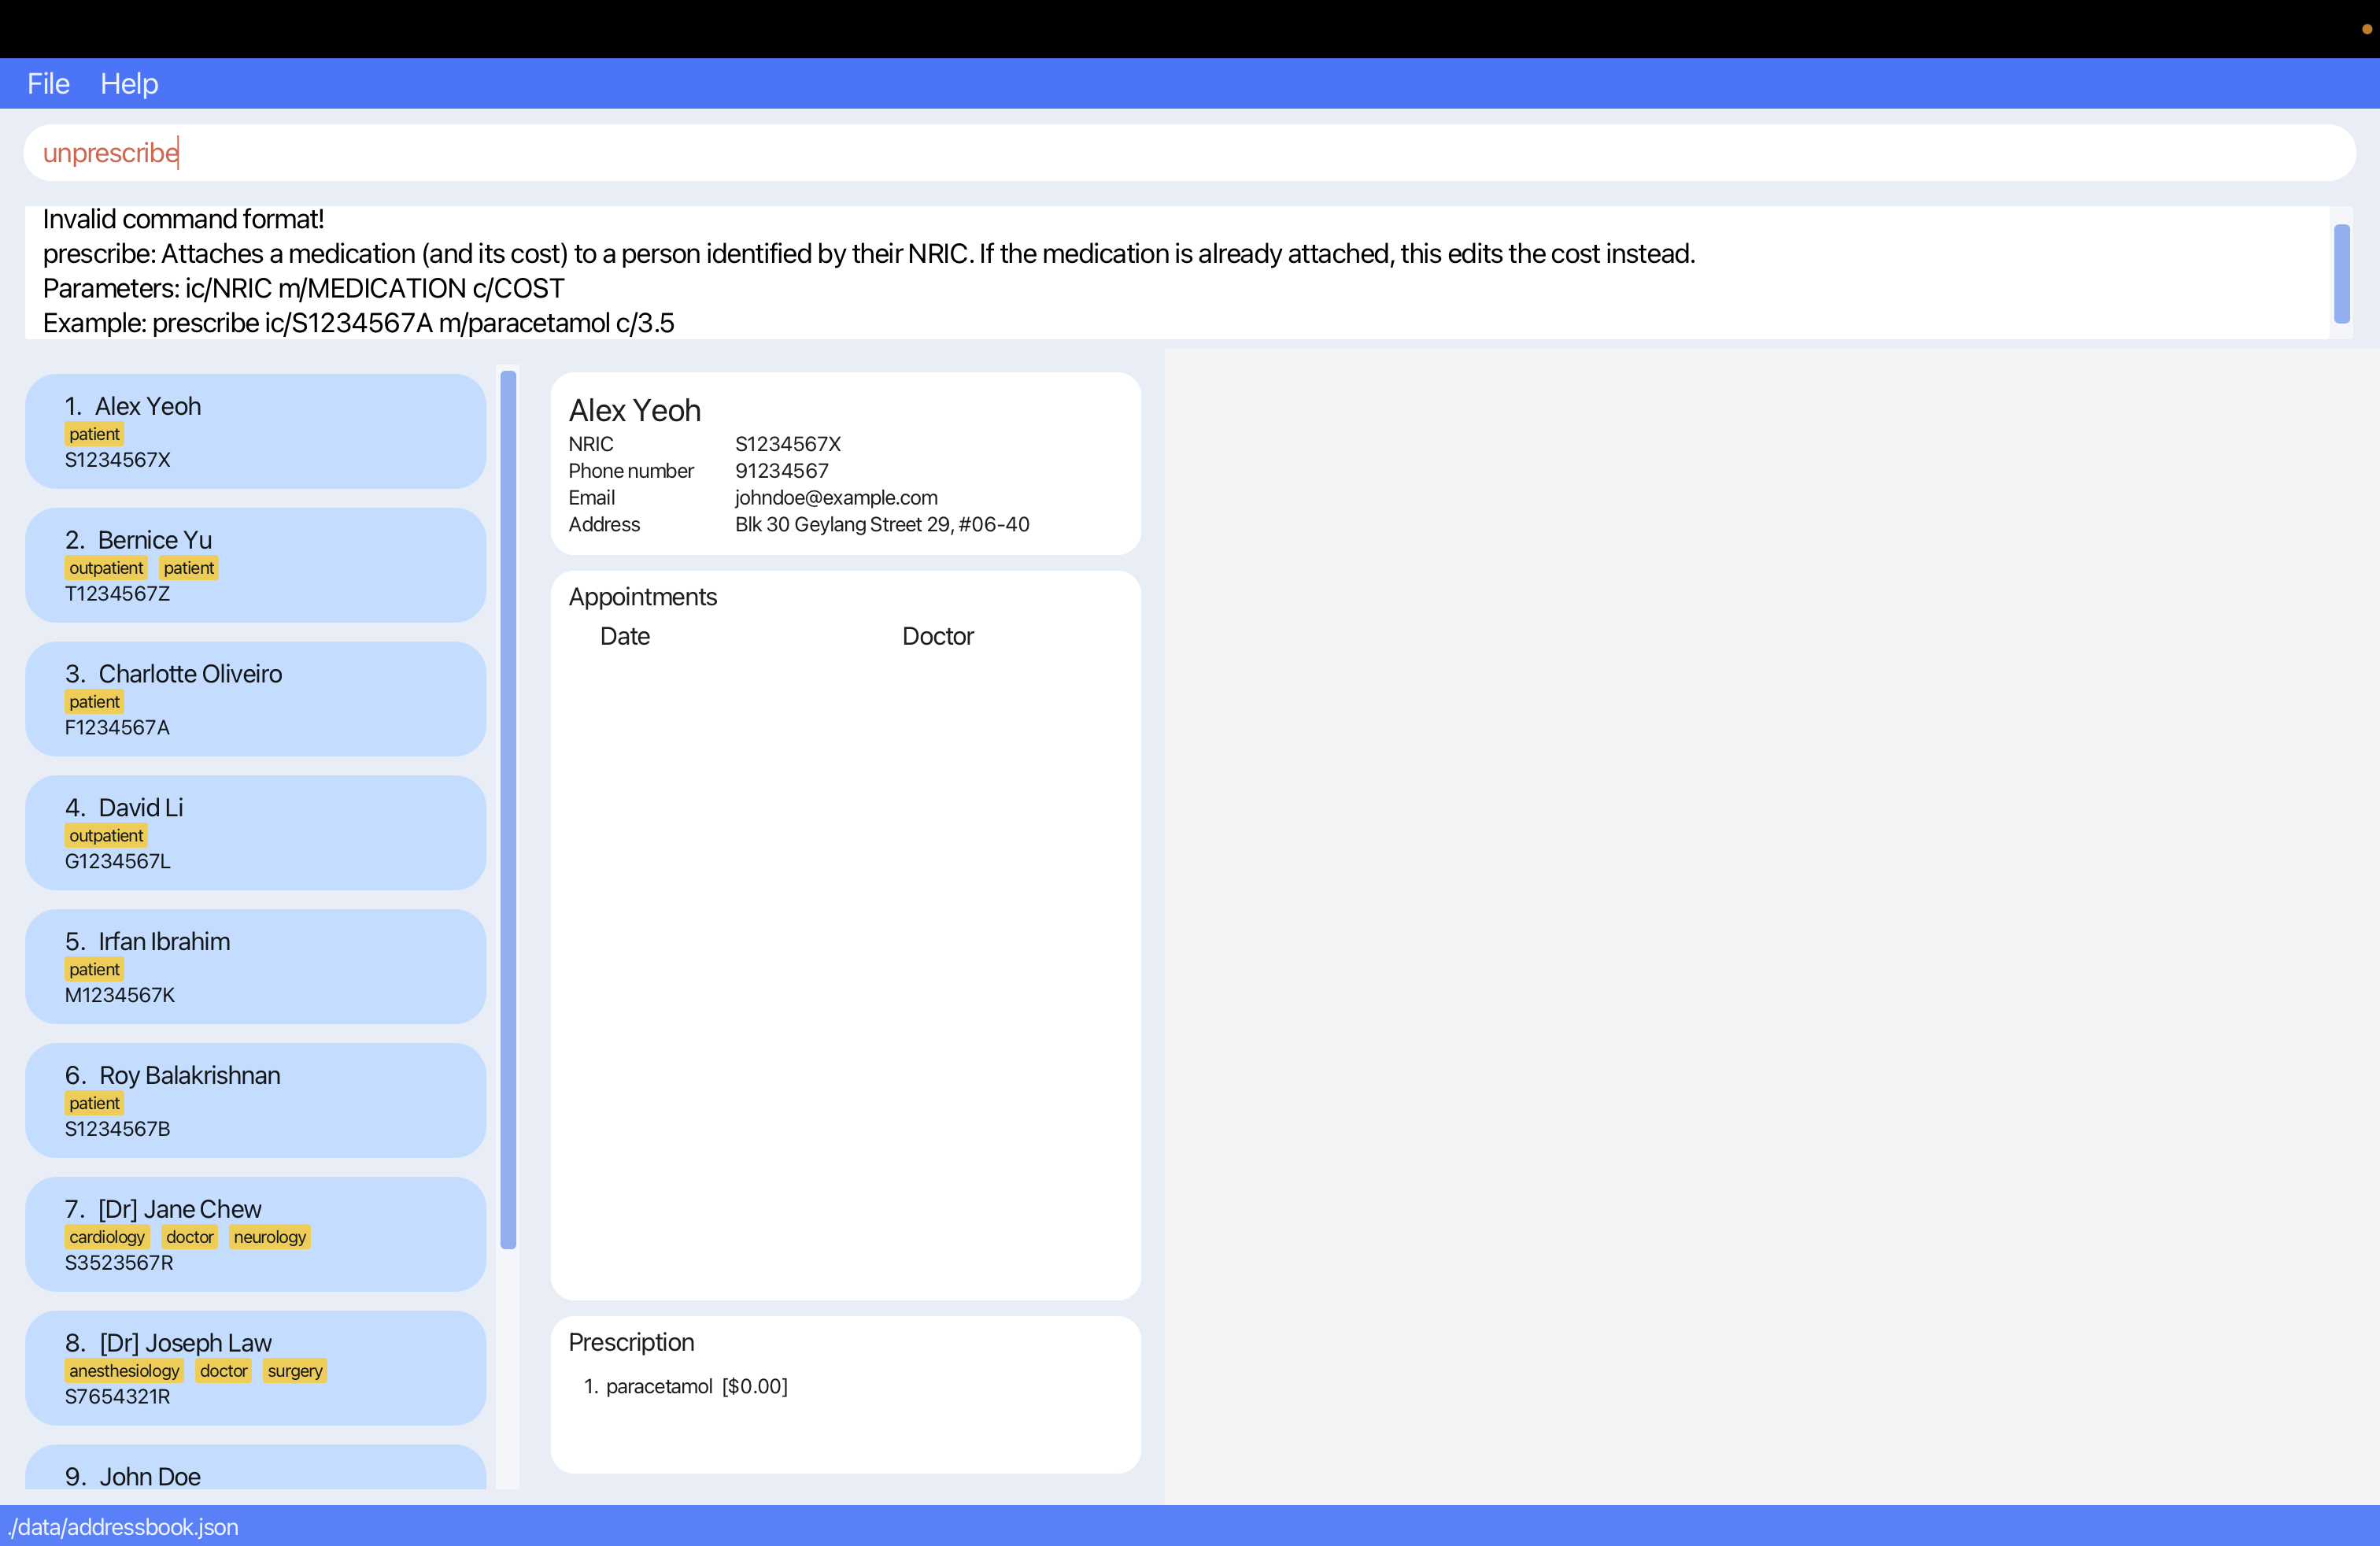 File Help
unprescribe
Invalid command format!
prescribe: Attaches a medication (and its cost) to a person identified by their NRIC. If the medication is already attached, this edits the cost instead.
Parameters: ic/NRIC m/MEDICATION c/COST
Example: prescribe ic/S1234567A m/paracetamol c/3.5
1. Alex Yeoh
patient
S1234567X
2. Bernice Yu
outpatient patient
T1234567Z
3. Charlotte Oliveiro
patient
F1234567A
4. David Li
outpatient
G1234567L
5. Irfan Ibrahim
patient
M1234567K
6. Roy Balakrishnan
patient
S1234567B
7. [Dr] Jane Chew
cardiology doctor neurology
S3523567R
8. [Dr] Joseph Law
anesthesiology doctor surgery
S7654321R
9. John Doe
Alex Yeoh
NRIC S1234567X
Phone number 91234567
Email johndoe@example.com
Address Blk 30 Geylang Street 29, #06-40
Appointments
Date Doctor
Prescription
1. paracetamol [$0.00]
./data/addressbook.json